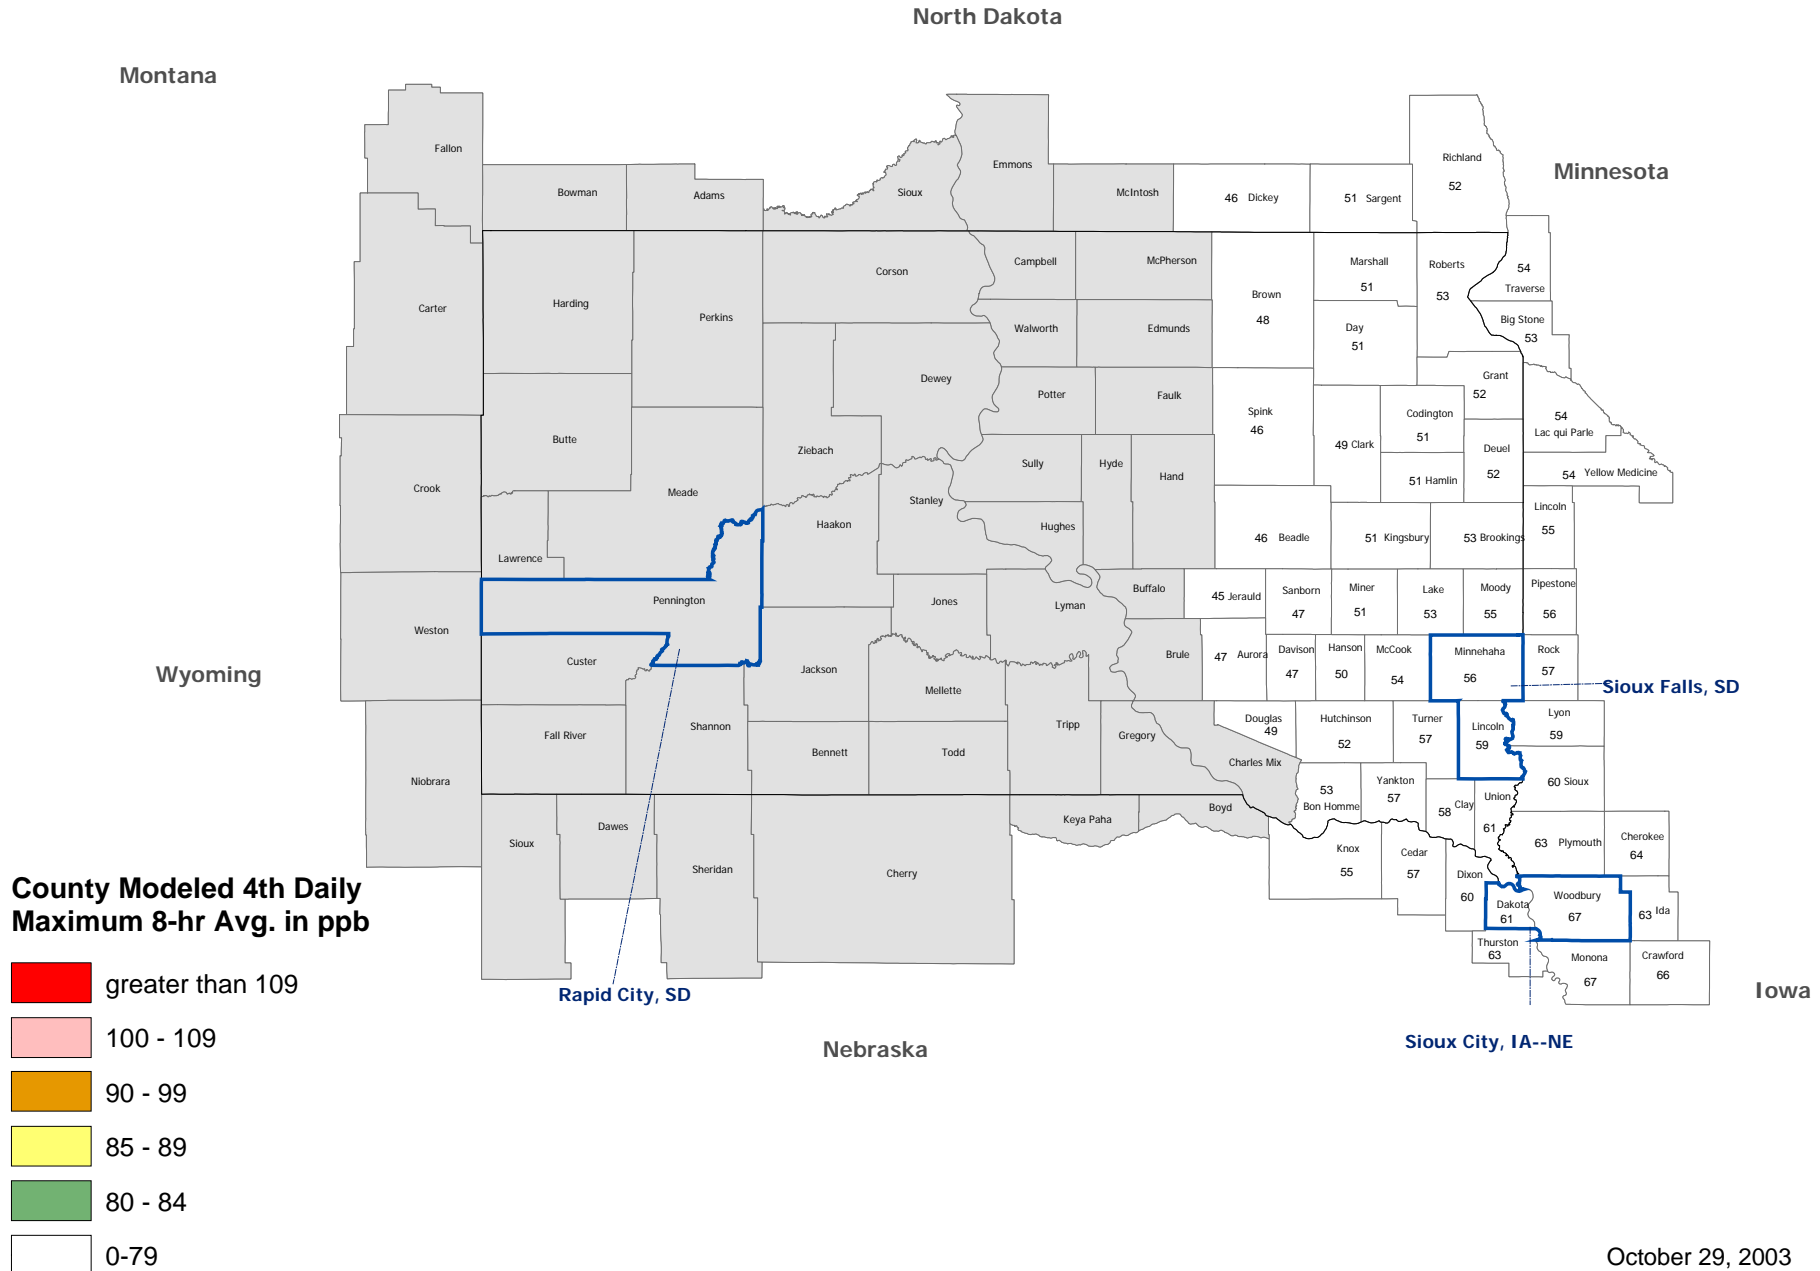 North Dakota
Montana
Minnesota
Wyoming
Nebraska
Iowa
Fallon
Bowman
Adams
Sioux
Emmons
McIntosh
46 Dickey
51 Sargent
Richland
52
Carter
Harding
Perkins
Corson
Campbell
McPherson
Brown
48
Marshall
51
Roberts
53
54
Traverse
Big Stone
53
Walworth
Edmunds
Day
51
Dewey
Potter
Faulk
Spink
46
Grant
52
Codington
51
49 Clark
54
Lac qui Parle
Butte
Ziebach
Meade
Sully
Hyde
Hand
Deuel
52
51 Hamlin
54 Yellow Medicine
Crook
Lawrence
Haakon
Stanley
Hughes
46 Beadle
51 Kingsbury
53 Brookings
Lincoln
55
Weston
Pennington
Jones
Lyman
Buffalo
45 Jerauld
Sanborn
47
Miner
51
Lake
53
Moody
55
Pipestone
56
Custer
Jackson
Mellette
Brule
47 Aurora
Davison
47
Hanson
50
McCook
54
Minnehaha
56
Rock
57
Sioux Falls, SD
Niobrara
Fall River
Shannon
Bennett
Todd
Tripp
Gregory
Charles Mix
Douglas
49
Hutchinson
52
Turner
57
Lincoln
59
Lyon
59
53
Bon Homme
Yankton
57
58 Clay
Union
61
60 Sioux
Sioux
Dawes
Sheridan
Cherry
Keya Paha
Boyd
Knox
55
Cedar
57
Dixon
60
63 Plymouth
Cherokee
64
Dakota
61
Woodbury
67
63 Ida
Thurston
63
Monona
67
Crawford
66
Rapid City, SD
Sioux City, IA--NE
County Modeled 4th Daily
Maximum 8-hr Avg. in ppb
greater than 109
100 - 109
90 - 99
85 - 89
80 - 84
0-79
October 29, 2003